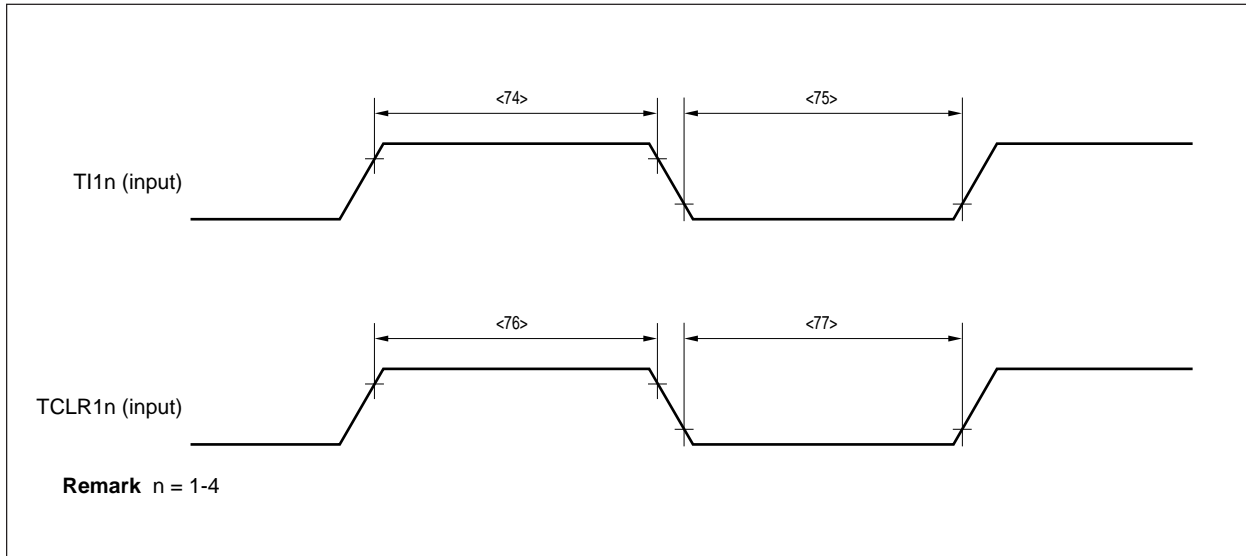 <74> <75>
TI1n (input)
<76> <77>
TCLR1n (input)
Remark n = 1-4